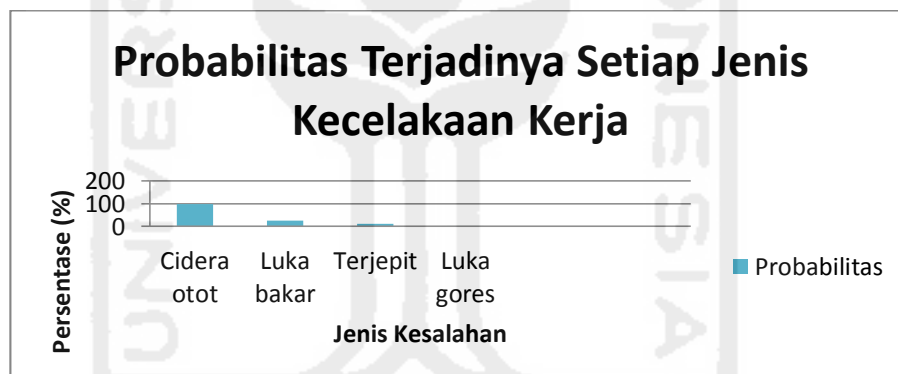 Probabilitas Terjadinya Setiap Jenis
Kecelakaan Kerja
Persentase (%)
200
100
0
Cidera otot
Luka bakar
Terjepit
Luka gores
Jenis Kesalahan
Probabilitas